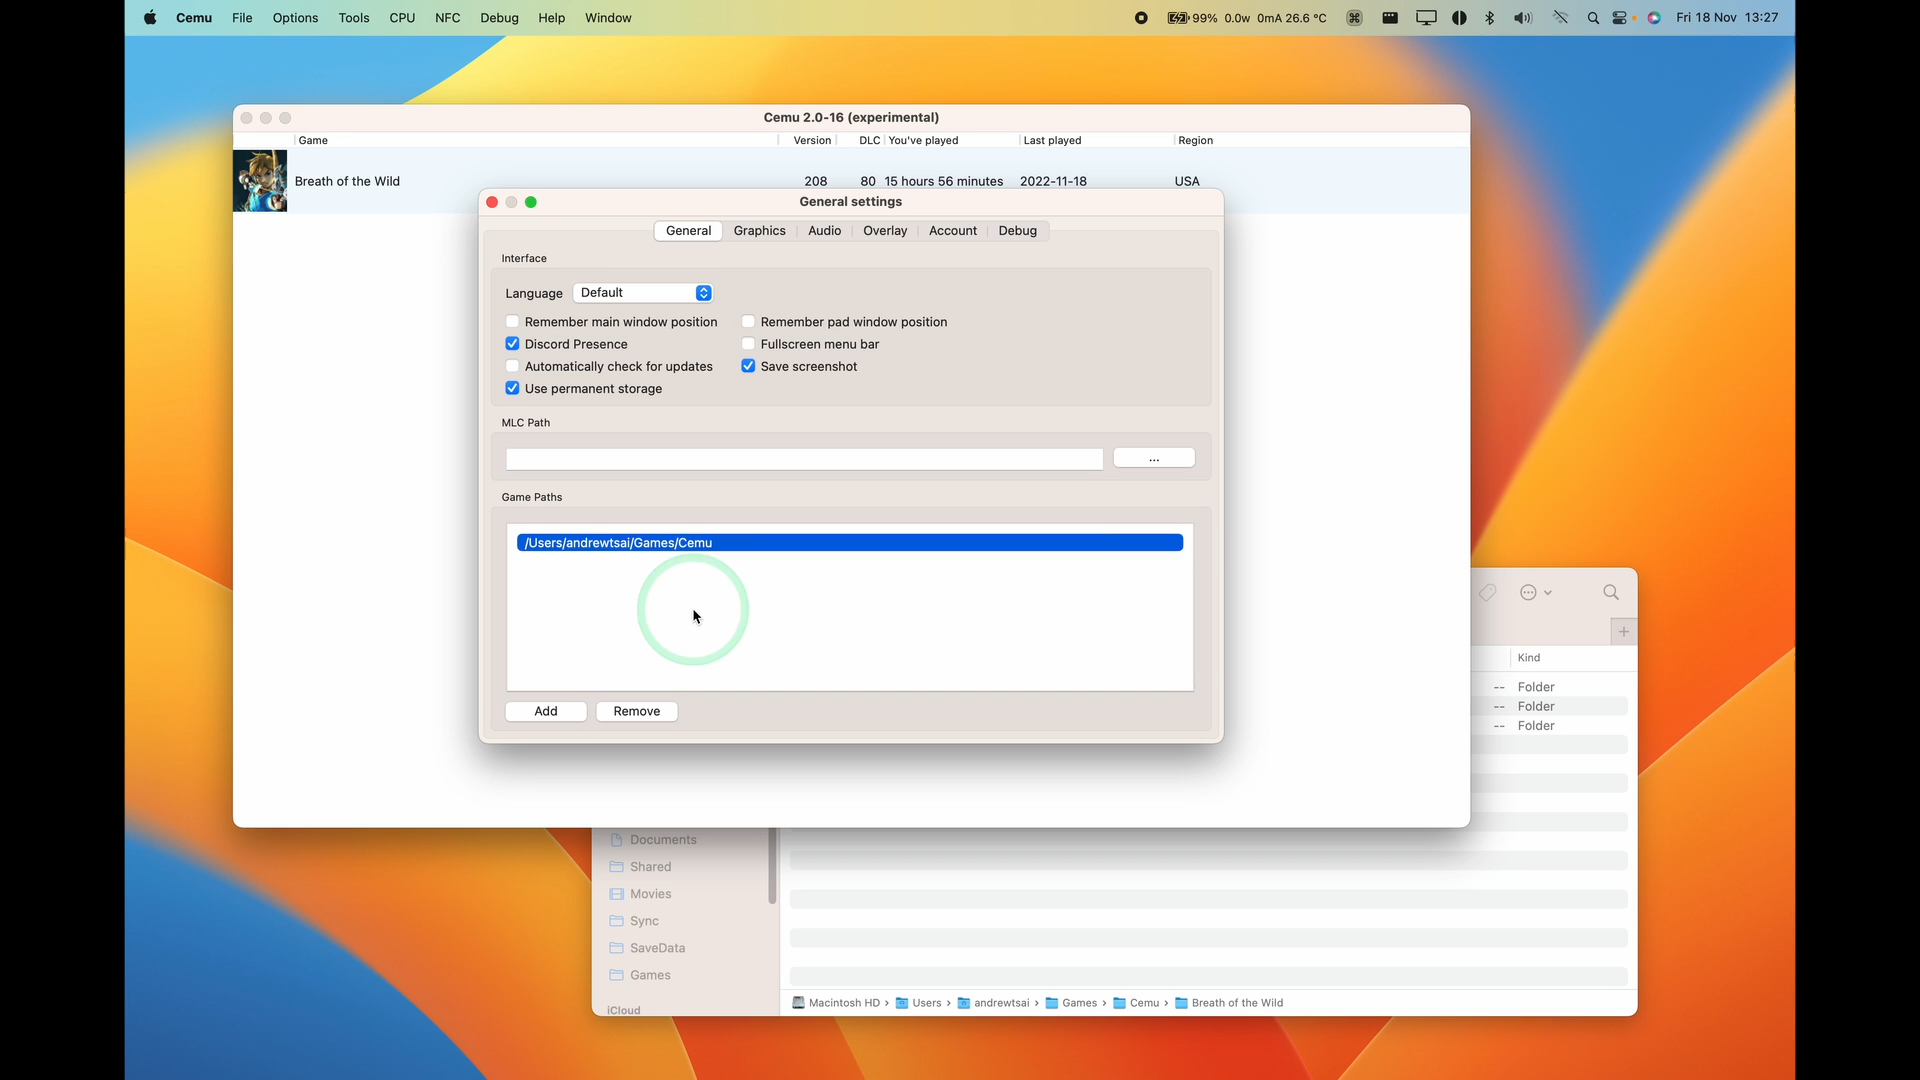 Cemu File Options Tools CPU NFC Debug Help Window 99% 0.0w 0mA 26.6 °C Fri 18 Nov 13:27
Cemu 2.0-16 (experimental)
Game Version DLC You've played Last played Region
Breath of the Wild 208 80 15 hours 56 minutes 2022-11-18 USA
General settings
General Graphics Audio Overlay Account Debug
Interface
Language Default
Remember main window position Remember pad window position
Discord Presence Fullscreen menu bar
Automatically check for updates Save screenshot
Use permanent storage
MLC Path
...
Game Paths
/Users/andrewtsai/Games/Cemu
Add Remove
Kind
-- Folder
-- Folder
-- Folder
Documents
Shared
Movies
Sync
SaveData
Games
iCloud
Macintosh HD › Users › andrewtsai › Games › Cemu › Breath of the Wild